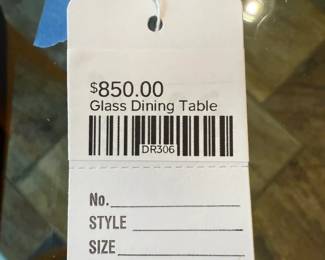 $850.00
Glass Dining Table
DR306
No.
STYLE
SIZE